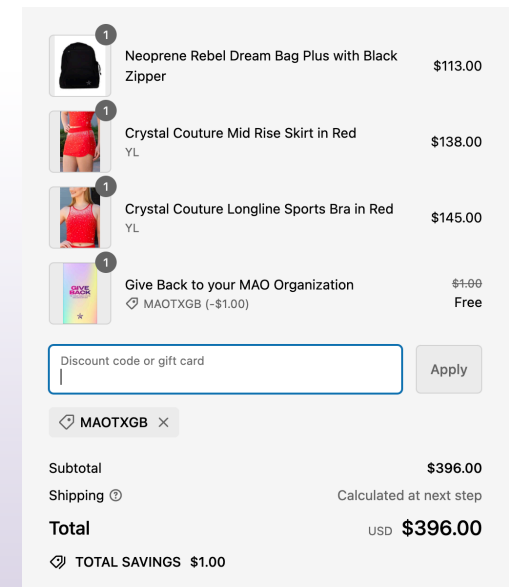 1
Neoprene Rebel Dream Bag Plus with Black
Zipper
$113.00
1
Crystal Couture Mid Rise Skirt in Red
YL
$138.00
1
Crystal Couture Longline Sports Bra in Red
YL
$145.00
1
GIVE
BACK
Give Back to your MAO Organization
MAOTXGB (-$1.00)
$1.00
Free
Discount code or gift card
Apply
MAOTXGB
Subtotal
$396.00
Shipping
Calculated at next step
Total
USD $396.00
TOTAL SAVINGS $1.00